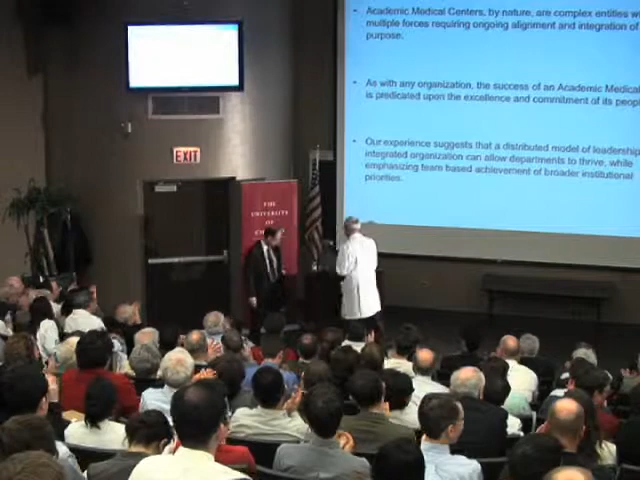 Academic Medical Centers, by nature, are complex entities
multiple forces requiring ongoing alignment and integration of
purpose.
As with any organization, the success of an Academic Medical
is predicated upon the excellence and commitment of its
Our experience suggests that a distributed model of leadership
integrated organization can allow departments to thrive, while
emphasizing team based achievement of broader institutional
priorities.
EXIT
THE
UNIVERSITY
OF